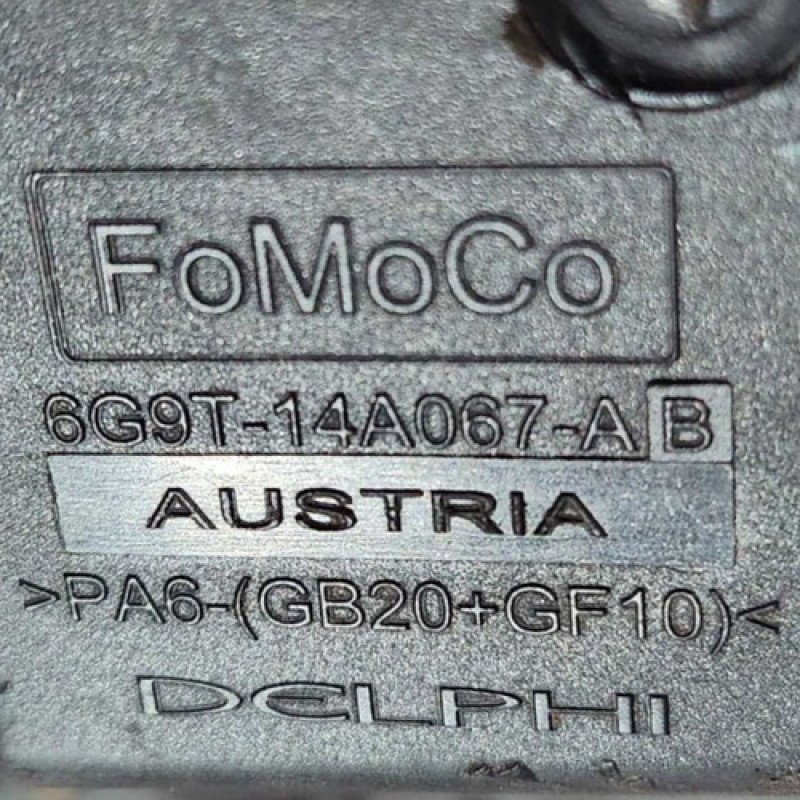 FoMoCo
6G9T-14A067-AB
AUSTRIA
>PA6-(GB20+GF10)<
DELPHI